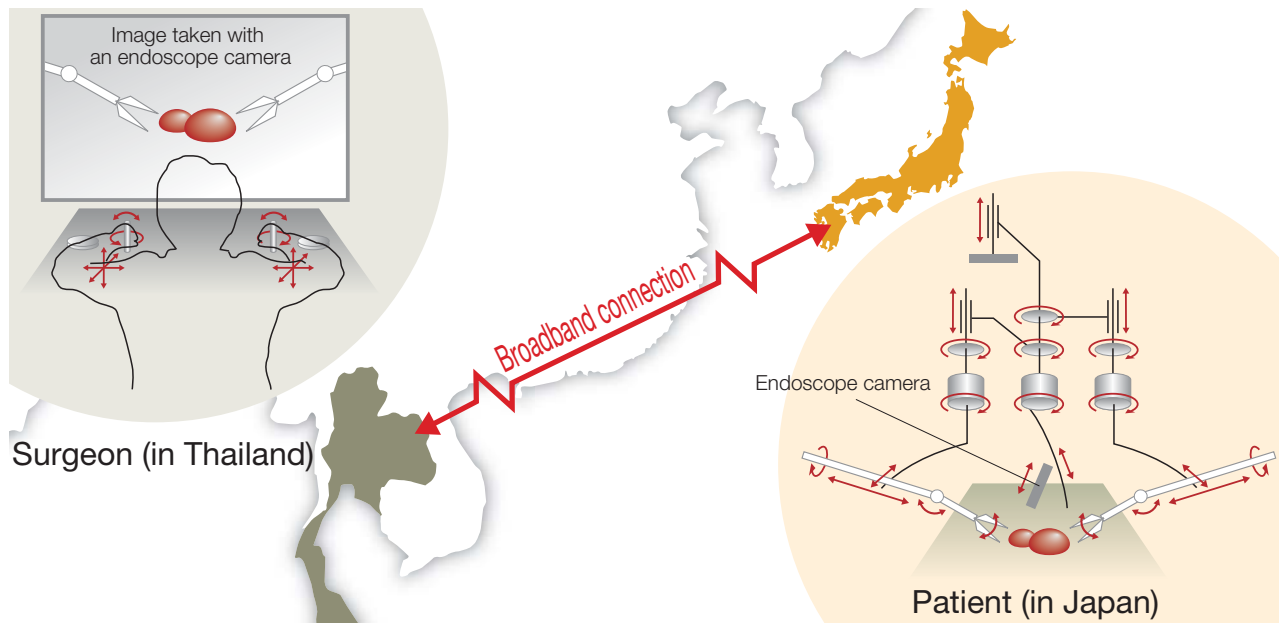 Image taken with
an endoscope camera
Surgeon (in Thailand)
Broadband connection
Endoscope camera
Patient (in Japan)